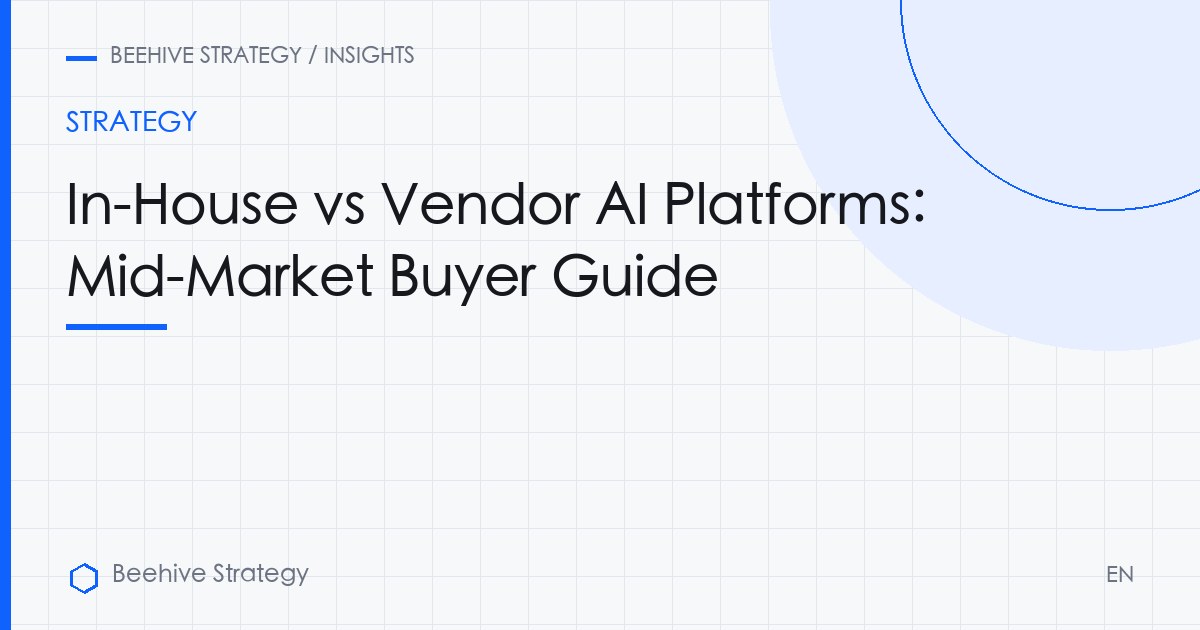 BEEHIVE STRATEGY / INSIGHTS
STRATEGY
In-House vs Vendor AI Platforms:
Mid-Market Buyer Guide
Beehive Strategy
EN